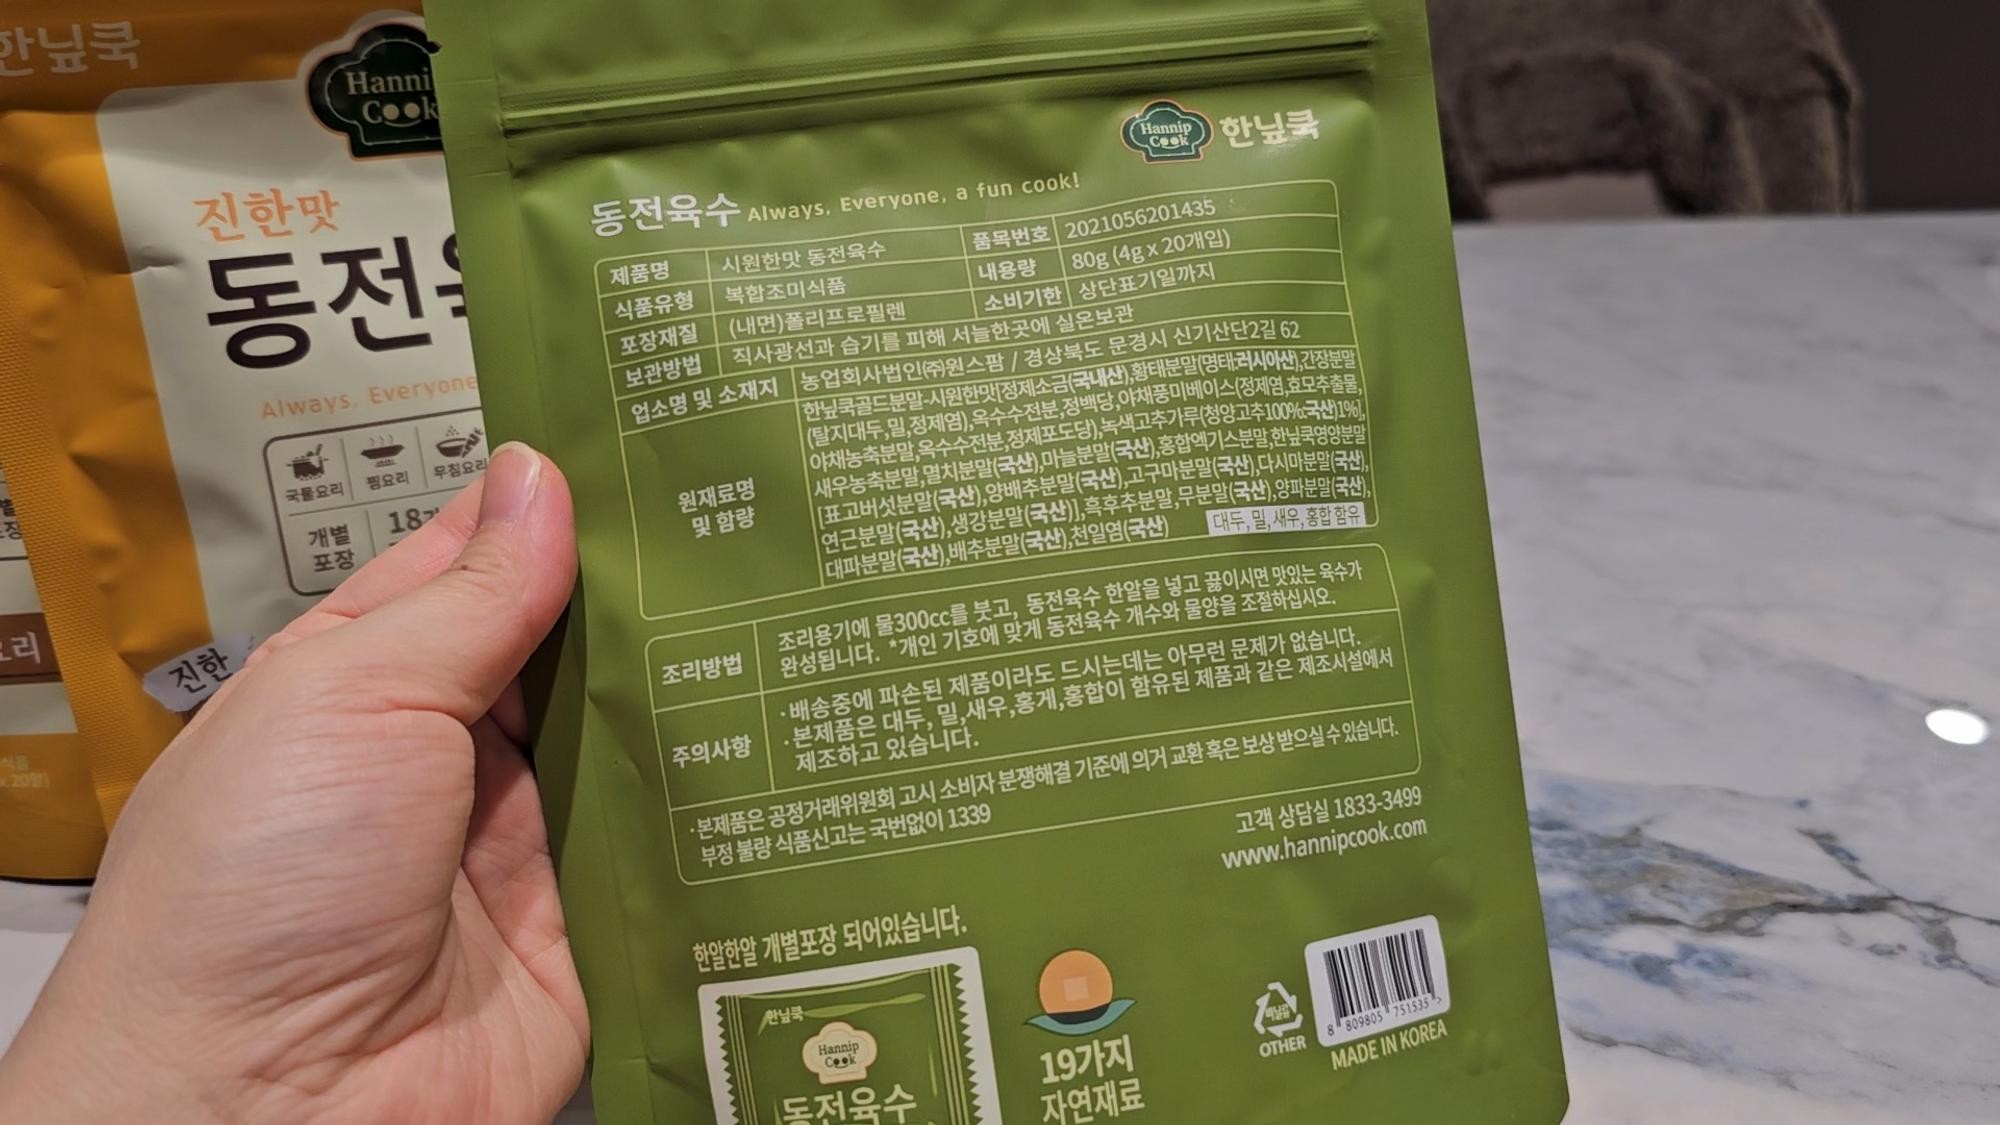 한닢쿡
Hannip
Cook
진한맛
동전
Always, Everyone
국물요리
찜요리
무침요리
개별
포장
진한
Hannip
Cook
한닢쿡
동전육수 Always, Everyone, a fun cook!
제품명 시원한맛 동전육수 품목번호 2021056201435
식품유형 복합조미식품 내용량 80g (4g x 20개입)
포장재질 (내면)폴리프로필렌 소비기한 상단표기일까지
보관방법 직사광선과 습기를 피해 서늘한곳에 실온보관
업소명 및 소재지 농업회사법인(주)원스팜 / 경상북도 문경시 신기산단2길 62
원재료명
및 함량
한닢쿡골드분말-시원한맛[정제소금(국내산),황태분말(명태:러시아산),간장분말
(탈지대두,밀,정제염),옥수수전분,정백당,야채풍미베이스(정제염,효모추출물,
야채농축분말,옥수수전분,정제포도당),녹색고추가루(청양고추100%:국산)1%],
새우농축분말,멸치분말(국산),마늘분말(국산),홍합엑기스분말,한닢쿡영양분말
[표고버섯분말(국산),양배추분말(국산),고구마분말(국산),다시마분말(국산),
연근분말(국산),생강분말(국산)],흑후추분말,무분말(국산),양파분말(국산),
대파분말(국산),배추분말(국산),천일염(국산)
대두,밀,새우,홍합 함유
조리방법
조리용기에 물300cc를 붓고, 동전육수 한알을 넣고 끓이시면 맛있는 육수가
완성됩니다. *개인 기호에 맞게 동전육수 개수와 물양을 조절하십시오.
주의사항
·배송중에 파손된 제품이라도 드시는데는 아무런 문제가 없습니다.
·본제품은 대두, 밀,새우,홍게,홍합이 함유된 제품과 같은 제조시설에서
제조하고 있습니다.
·본제품은 공정거래위원회 고시 소비자 분쟁해결 기준에 의거 교환 혹은 보상 받으실 수 있습니다.
부정 불량 식품신고는 국번없이 1339
고객 상담실 1833-3499
www.hannipcook.com
한알한알 개별포장 되어있습니다.
한닢쿡
Hannip
Cook
동전육수
19가지
자연재료
비닐류
OTHER
8 809805 751535 >
MADE IN KOREA